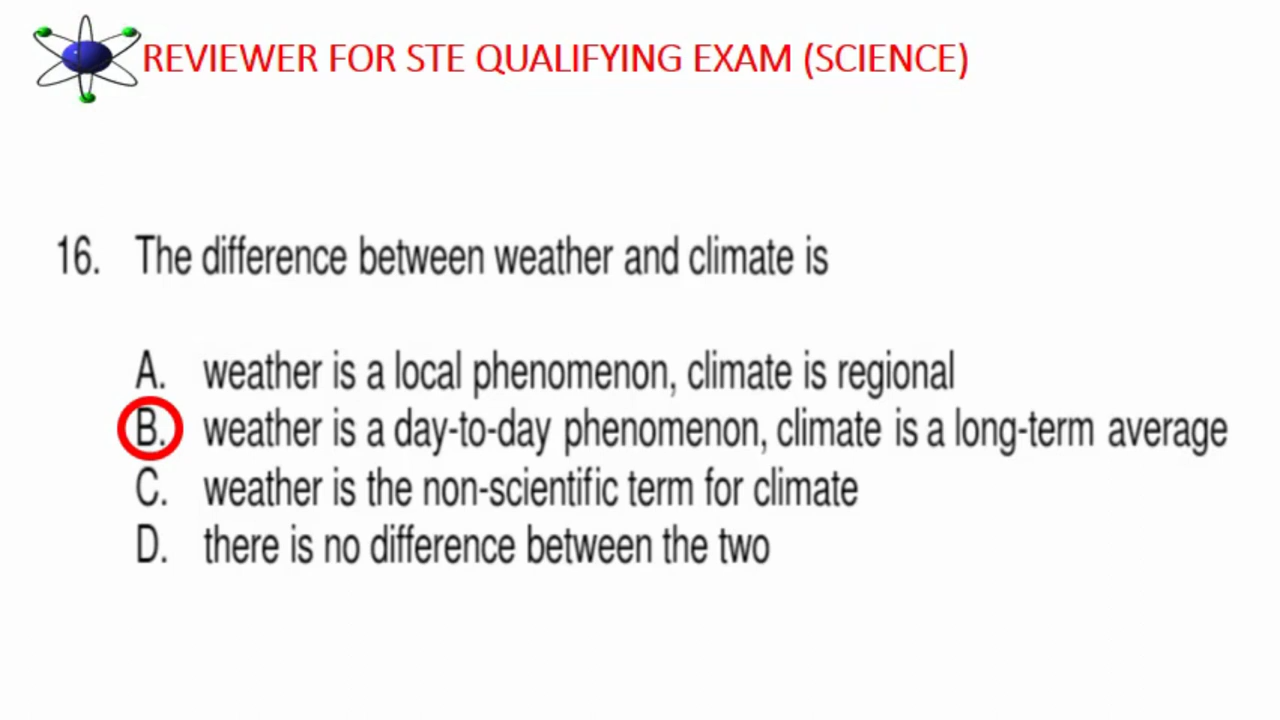 REVIEWER FOR STE QUALIFYING EXAM (SCIENCE)
16. The difference between weather and climate is
A. weather is a local phenomenon, climate is regional
B. weather is a day-to-day phenomenon, climate is a long-term average
C. weather is the non-scientific term for climate
D. there is no difference between the two